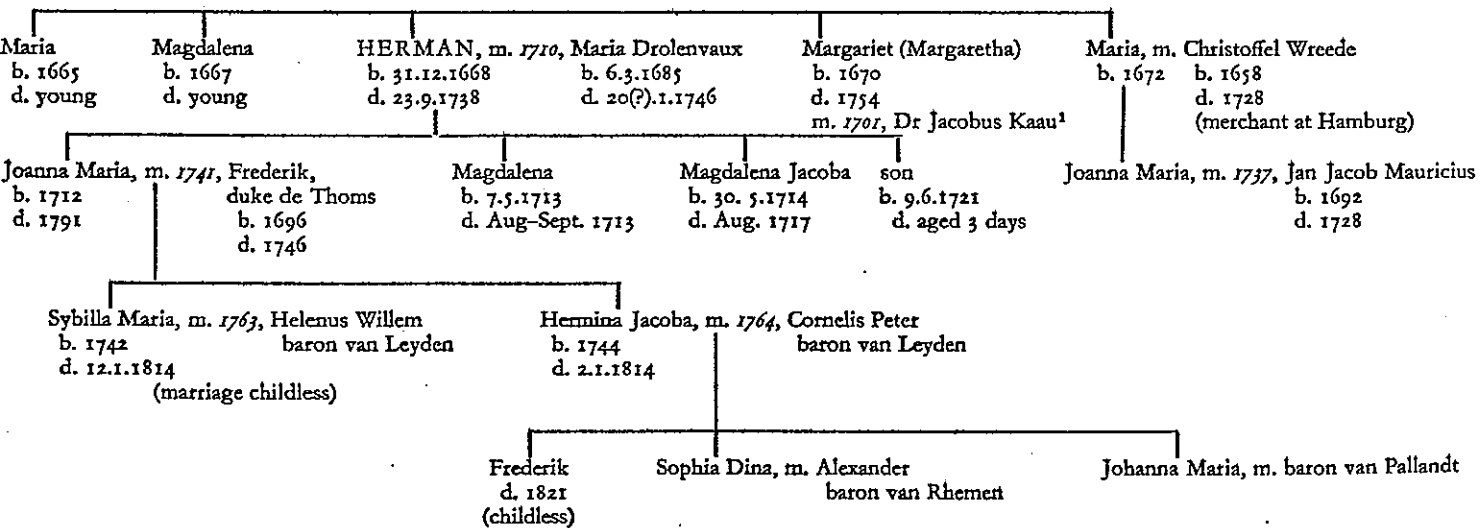 Maria Magdalena HERMAN, m. 1710, Maria Drolenvaux Margariet (Margaretha) Maria, m. Christoffel Wreede
b. 1665 b. 1667 b. 31.12.1668 b. 6.3.1685 b. 1670 b. 1672 b. 1658
d. young d. young d. 23.9.1738 d. 20(?).1.1746 d. 1754 d. 1728
m. 1701, Dr Jacobus Kaau¹ (merchant at Hamburg)
Joanna Maria, m. 1741, Frederik, Magdalena Magdalena Jacoba son Joanna Maria, m. 1737, Jan Jacob Mauricius
b. 1712 duke de Thoms b. 7.5.1713 b. 30. 5.1714 b. 9.6.1721 b. 1692
d. 1791 b. 1696 d. Aug-Sept. 1713 d. Aug. 1717 d. aged 3 days d. 1728
d. 1746
Sybilla Maria, m. 1763, Helenus Willem Hermina Jacoba, m. 1764, Cornelis Peter
b. 1742 baron van Leyden b. 1744 baron van Leyden
d. 12.1.1814 d. 2.1.1814
(marriage childless)
Frederik Sophia Dina, m. Alexander Johanna Maria, m. baron van Pallandt
d. 1821 baron van Rhemen
(childless)